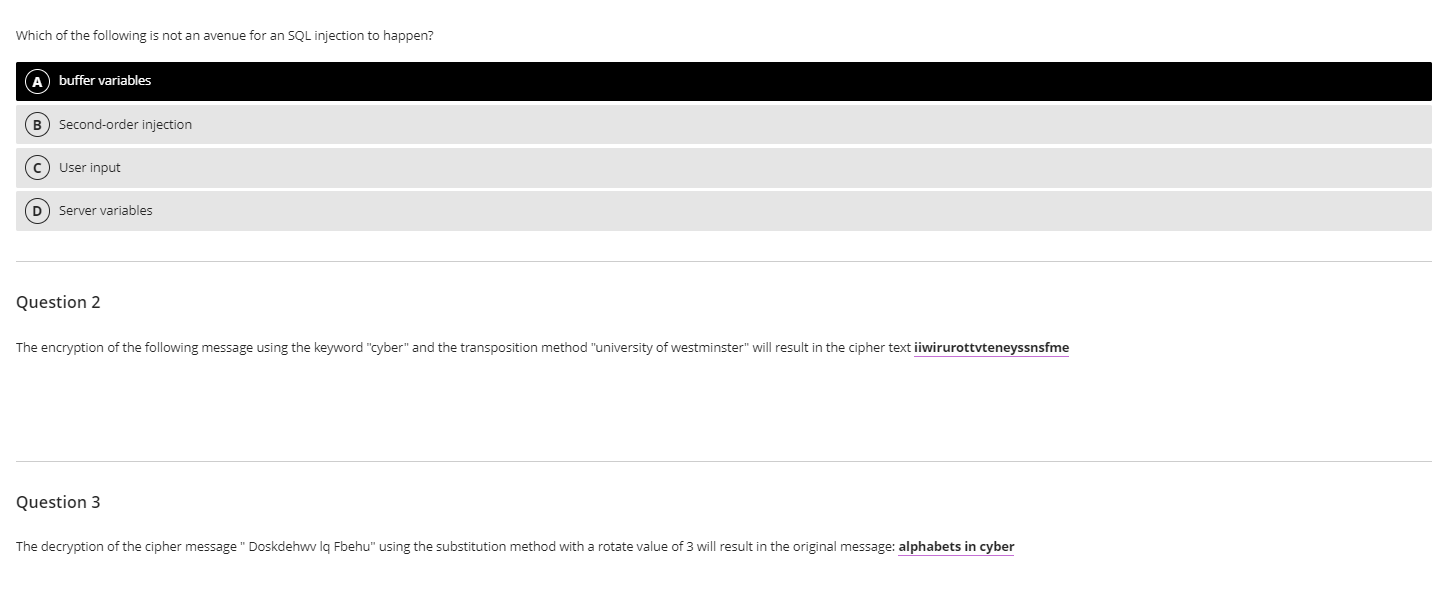 Which of the following is not an avenue for an SQL injection to happen?
A buffer variables
B Second-order injection
C User input
D Server variables
Question 2
The encryption of the following message using the keyword "cyber" and the transposition method "university of westminster" will result in the cipher text iiwirurottvteneyssnsfme
Question 3
The decryption of the cipher message " Doskdehwv lq Fbehu" using the substitution method with a rotate value of 3 will result in the original message: alphabets in cyber